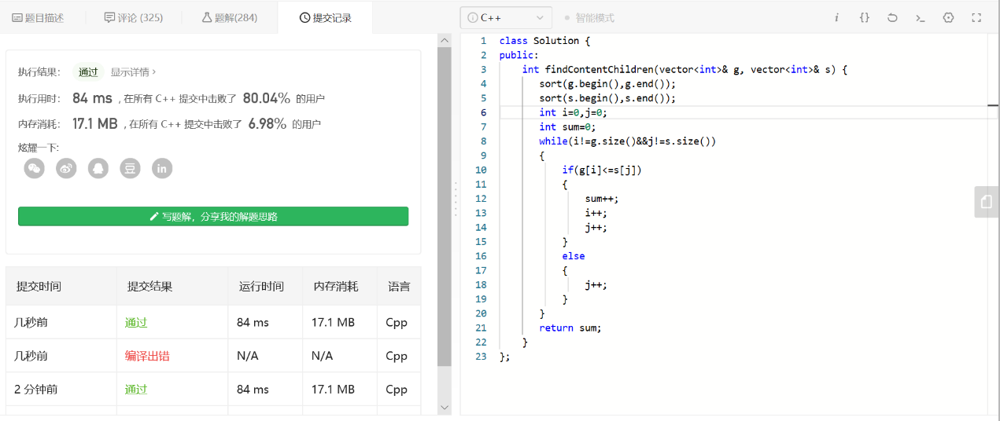 题目描述 评论 (325) 题解(284) 提交记录
执行结果： 通过 显示详情 ›
执行用时： 84 ms , 在所有 C++ 提交中击败了 80.04% 的用户
内存消耗： 17.1 MB , 在所有 C++ 提交中击败了 6.98% 的用户
炫耀一下:
豆 in
写题解，分享我的解题思路
提交时间 提交结果 运行时间 内存消耗 语言
几秒前 通过 84 ms 17.1 MB Cpp
几秒前 编译出错 N/A N/A Cpp
2 分钟前 通过 84 ms 17.1 MB Cpp
C++ 智能模式 i {} >_
1 class Solution {
2 public:
3 int findContentChildren(vector<int>& g, vector<int>& s) {
4 sort(g.begin(),g.end());
5 sort(s.begin(),s.end());
6 int i=0,j=0;
7 int sum=0;
8 while(i!=g.size()&&j!=s.size())
9 {
10 if(g[i]<=s[j])
11 {
12 sum++;
13 i++;
14 j++;
15 }
16 else
17 {
18 j++;
19 }
20 }
21 return sum;
22 }
23 };